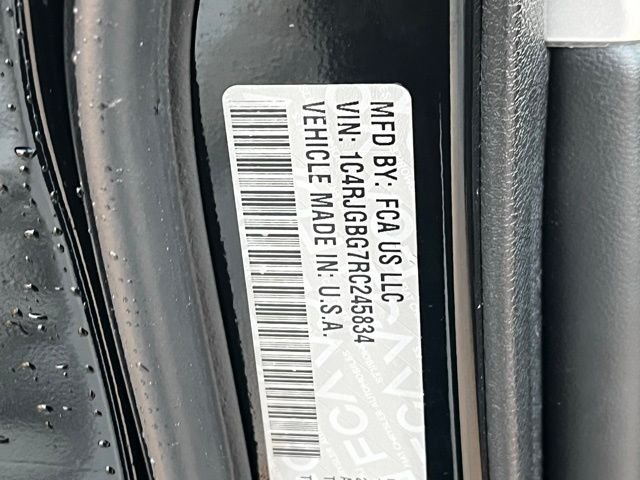 MFD BY: FCA US LLC
VIN: 1C4RJGBG7RC245834
VEHICLE MADE IN: U.S.A.